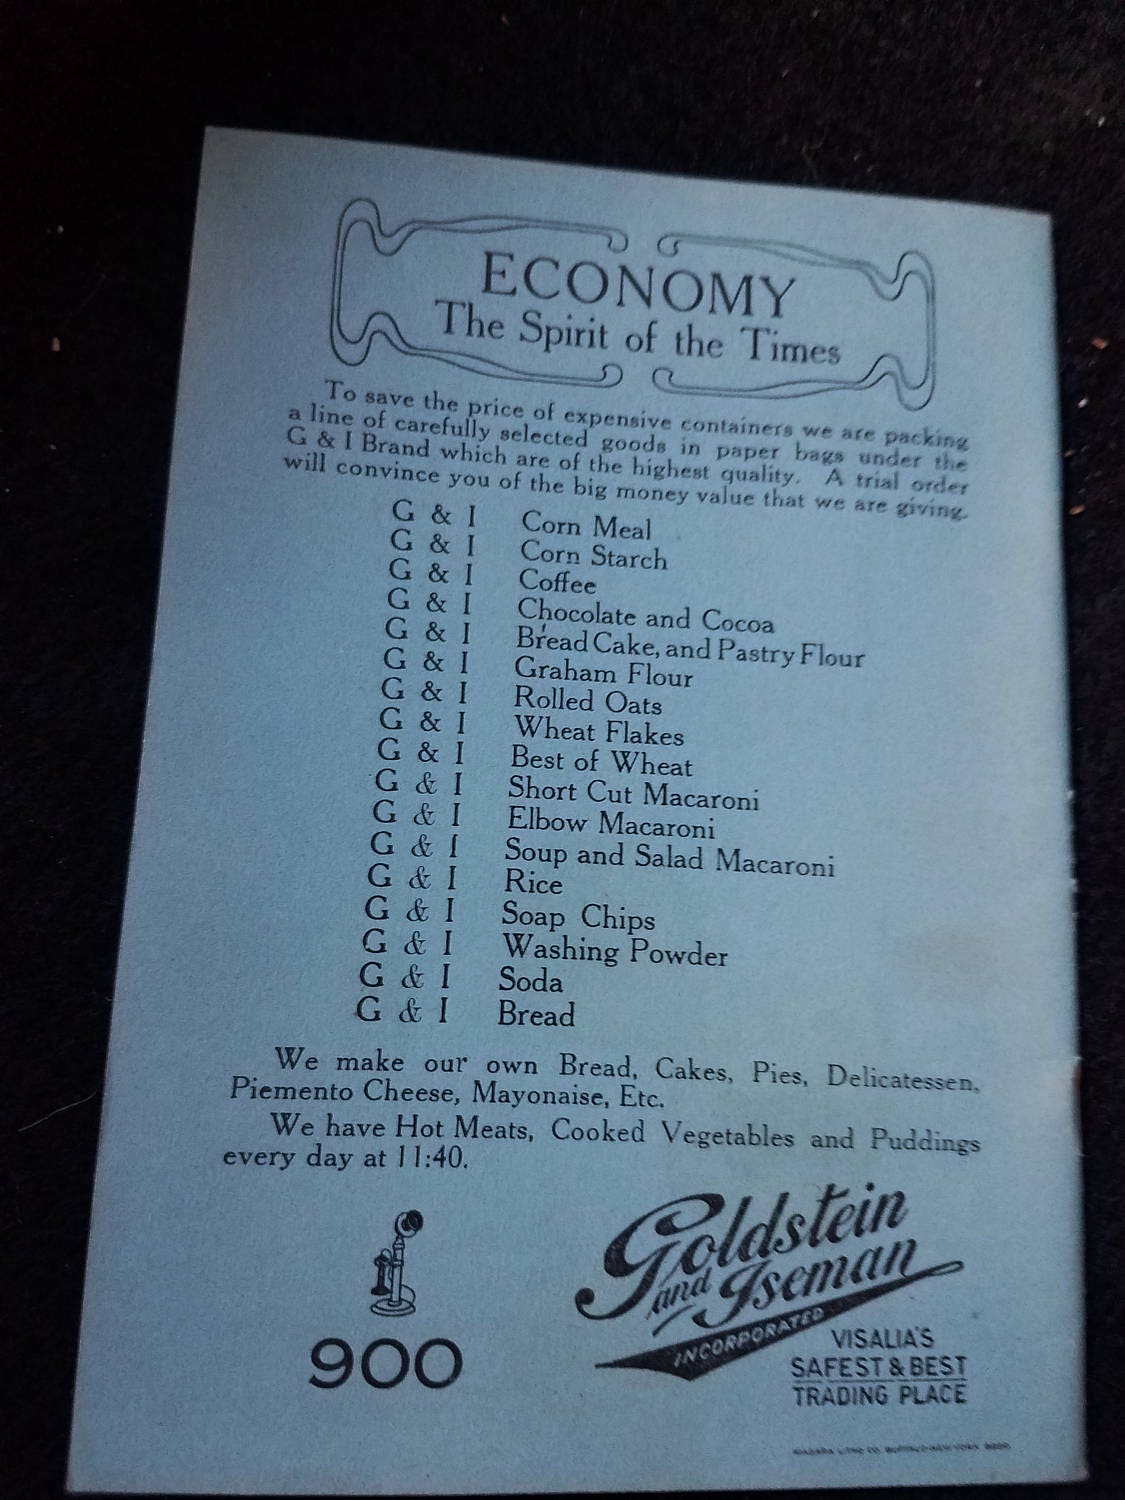 ECONOMY
The Spirit of the Times
To save the price of expensive containers we are packing
a line of carefully selected goods in paper bags under the
G & I Brand which are of the highest quality. A trial order
will convince you of the big money value that we are giving.
G & I Corn Meal
G & I Corn Starch
G & I Coffee
G & I Chocolate and Cocoa
G & I Bread Cake, and Pastry Flour
G & I Graham Flour
G & I Rolled Oats
G & I Wheat Flakes
G & I Best of Wheat
G & I Short Cut Macaroni
G & I Elbow Macaroni
G & I Soup and Salad Macaroni
G & I Rice
G & I Soap Chips
G & I Washing Powder
G & I Soda
G & I Bread
We make our own Bread, Cakes, Pies, Delicatessen,
Piemento Cheese, Mayonaise, Etc.
We have Hot Meats, Cooked Vegetables and Puddings
every day at 11:40.
900
Goldstein
and Iseman
INCORPORATED
VISALIA'S
SAFEST & BEST
TRADING PLACE
NIAGARA LITHO CO. BUFFALO-NEW YORK